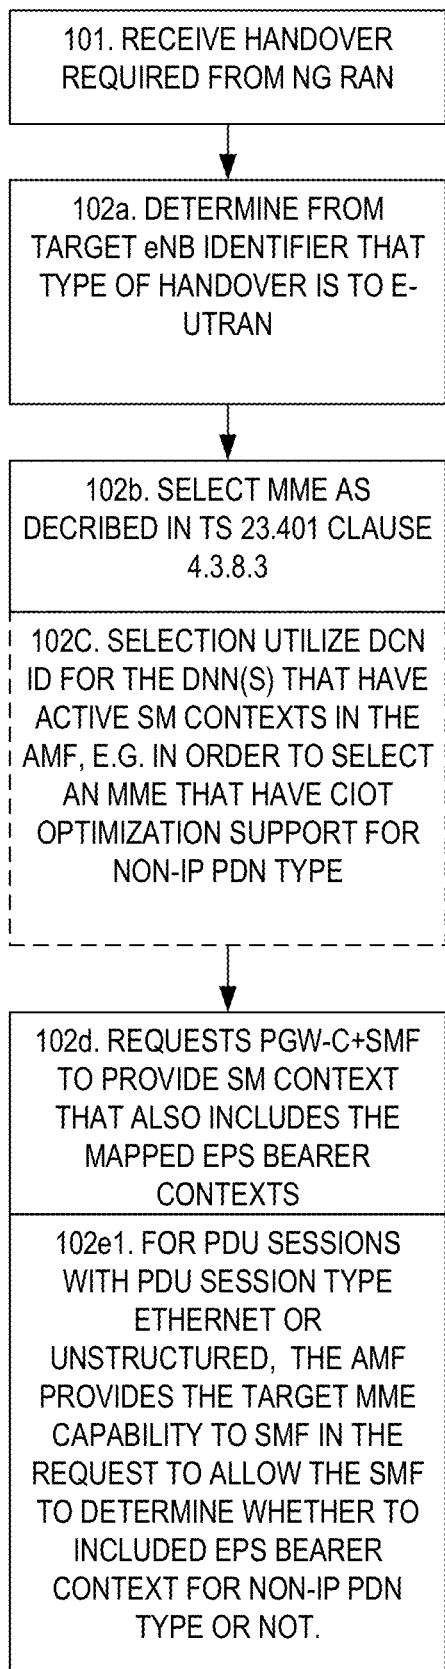 101. RECEIVE HANDOVER
REQUIRED FROM NG RAN
102a. DETERMINE FROM
TARGET eNB IDENTIFIER THAT
TYPE OF HANDOVER IS TO E-
UTRAN
102b. SELECT MME AS
DECRIBED IN TS 23.401 CLAUSE
4.3.8.3
102C. SELECTION UTILIZE DCN
ID FOR THE DNN(S) THAT HAVE
ACTIVE SM CONTEXTS IN THE
AMF, E.G. IN ORDER TO SELECT
AN MME THAT HAVE CIOT
OPTIMIZATION SUPPORT FOR
NON-IP PDN TYPE
102d. REQUESTS PGW-C+SMF
TO PROVIDE SM CONTEXT
THAT ALSO INCLUDES THE
MAPPED EPS BEARER
CONTEXTS
102e1. FOR PDU SESSIONS
WITH PDU SESSION TYPE
ETHERNET OR
UNSTRUCTURED, THE AMF
PROVIDES THE TARGET MME
CAPABILITY TO SMF IN THE
REQUEST TO ALLOW THE SMF
TO DETERMINE WHETHER TO
INCLUDED EPS BEARER
CONTEXT FOR NON-IP PDN
TYPE OR NOT.